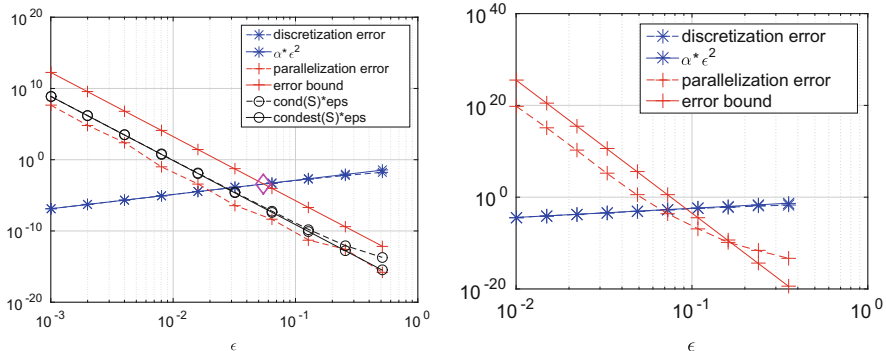 10^20
10^10
10^0
10^-10
10^-20
10^-3
10^-2
10^-1
10^0
ϵ
discretization error
α*ϵ^2
parallelization error
error bound
cond(S)*eps
condest(S)*eps
10^20
10^0
10^-20
10^-2
10^-1
10^0
ϵ
discretization error
α*ϵ^2
parallelization error
error bound